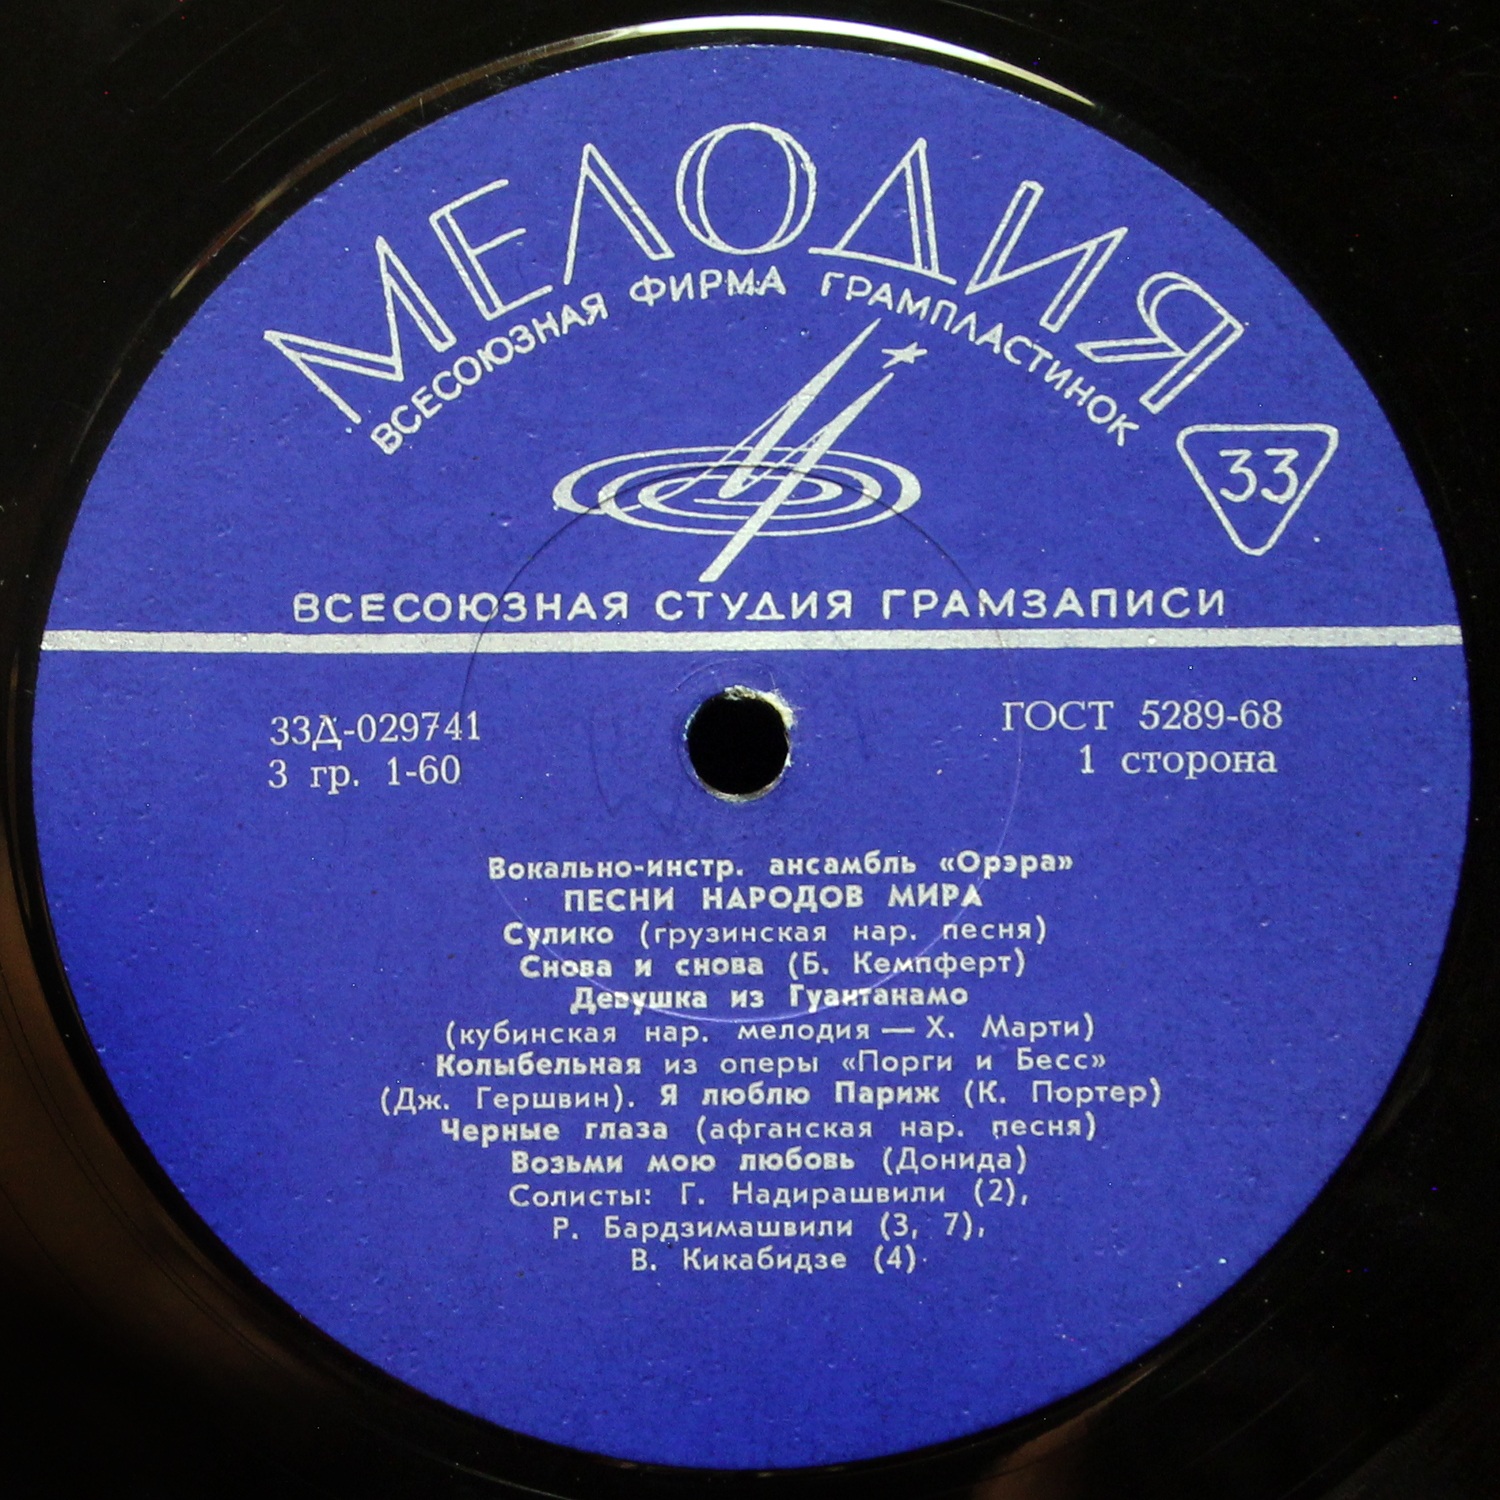 МЕЛОДИЯ
ВСЕСОЮЗНАЯ ФИРМА ГРАМПЛАСТИНОК
33
ВСЕСОЮЗНАЯ СТУДИЯ ГРАМЗАПИСИ
33Д-029741
3 гр. 1-60
ГОСТ 5289-68
1 сторона
Вокально-инстр. ансамбль «Орэра»
ПЕСНИ НАРОДОВ МИРА
Сулико (грузинская нар. песня)
Снова и снова (Б. Кемпферт)
Девушка из Гуантанамо
(кубинская нар. мелодия — Х. Марти)
Колыбельная из оперы «Порги и Бесс»
(Дж. Гершвин). Я люблю Париж (К. Портер)
Черные глаза (афганская нар. песня)
Возьми мою любовь (Донида)
Солисты: Г. Надирашвили (2),
Р. Бардзимашвили (3, 7),
В. Кикабидзе (4)